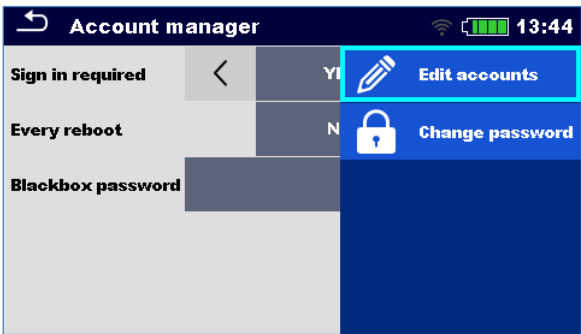 Account manager 13:44
Sign in required
Every reboot
Blackbox password
Edit accounts
Change password